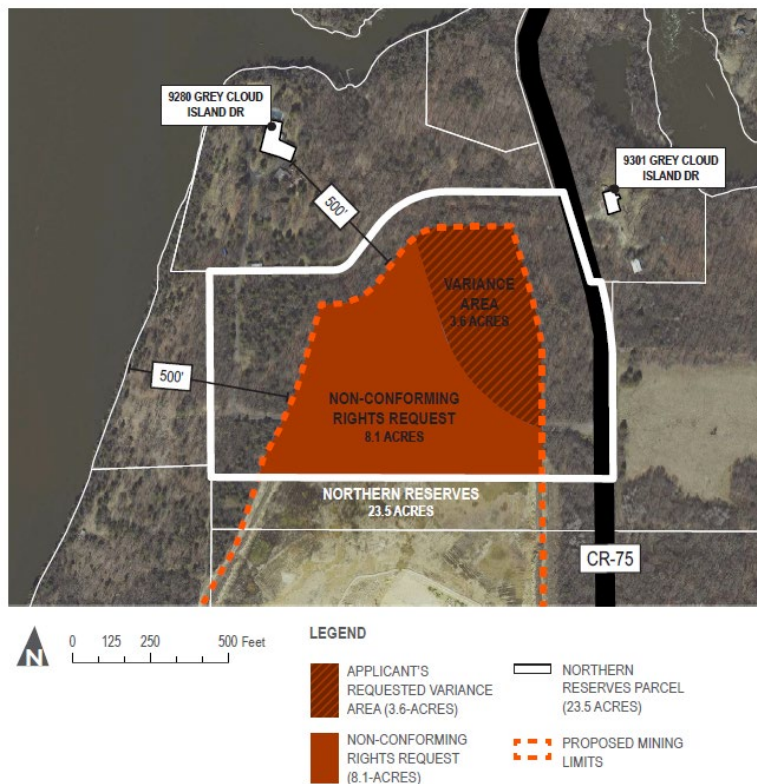 9280 GREY CLOUD
ISLAND DR
9301 GREY CLOUD
ISLAND DR
500'
VARIANCE
AREA
3.6 ACRES
500'
NON-CONFORMING
RIGHTS REQUEST
8.1 ACRES
NORTHERN RESERVES
23.5 ACRES
CR-75
N
0 125 250 500 Feet
LEGEND
APPLICANT'S
REQUESTED VARIANCE
AREA (3.6-ACRES)
NON-CONFORMING
RIGHTS REQUEST
(8.1-ACRES)
NORTHERN
RESERVES PARCEL
(23.5 ACRES)
PROPOSED MINING
LIMITS